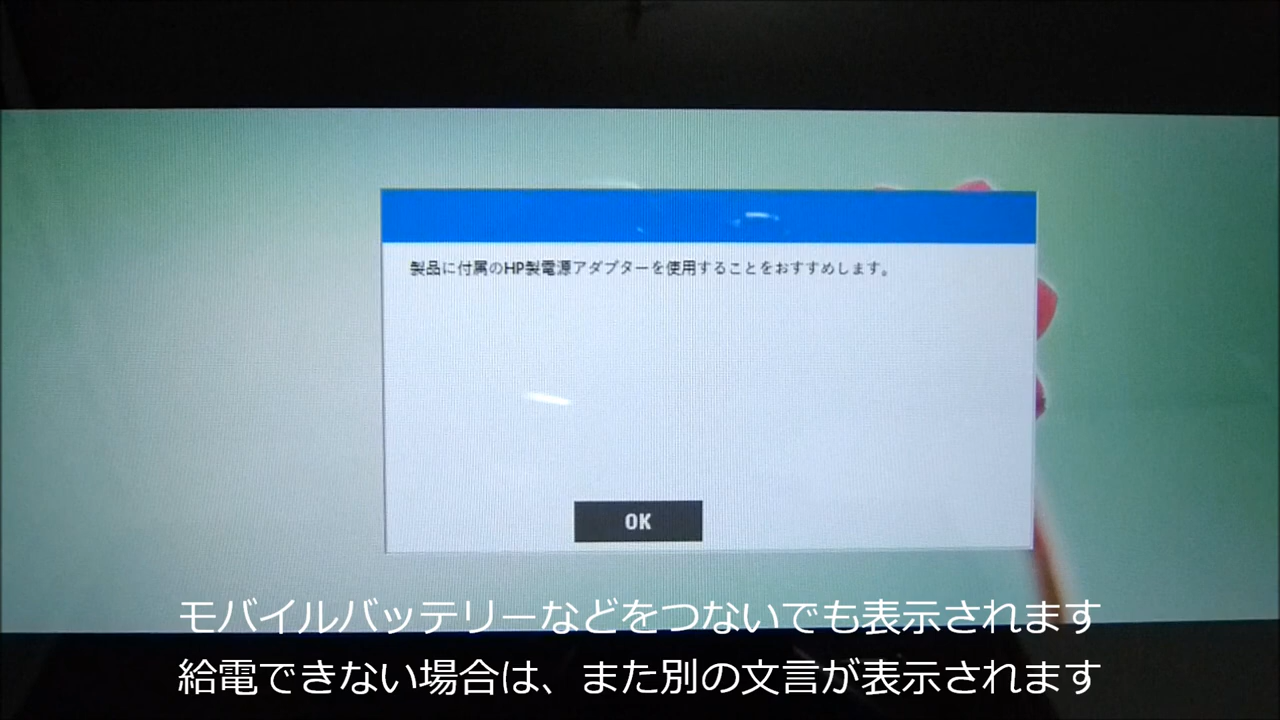 製品に付属のHP製電源アダプターを使用することをおすすめします。
OK
モバイルバッテリーなどをつないでも表示されます
給電できない場合は、また別の文言が表示されます